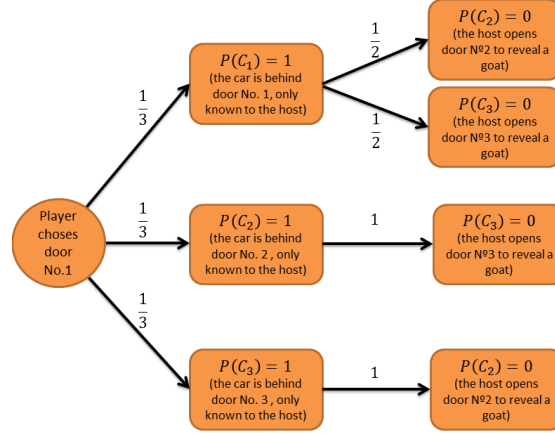 P(C₂) = 0
(the host opens
door №2 to reveal a
goat)
1/2
P(C₁) = 1
(the car is behind
door No. 1, only
known to the host)
1/3
1/2
P(C₃) = 0
(the host opens
door №3 to reveal a
goat)
Player
choses
door
No.1
1/3
P(C₂) = 1
(the car is behind
door No. 2 , only
known to the host)
1
P(C₃) = 0
(the host opens
door №3 to reveal a
goat)
1/3
P(C₃) = 1
(the car is behind
door No. 3 , only
known to the host)
1
P(C₂) = 0
(the host opens
door №2 to reveal a
goat)